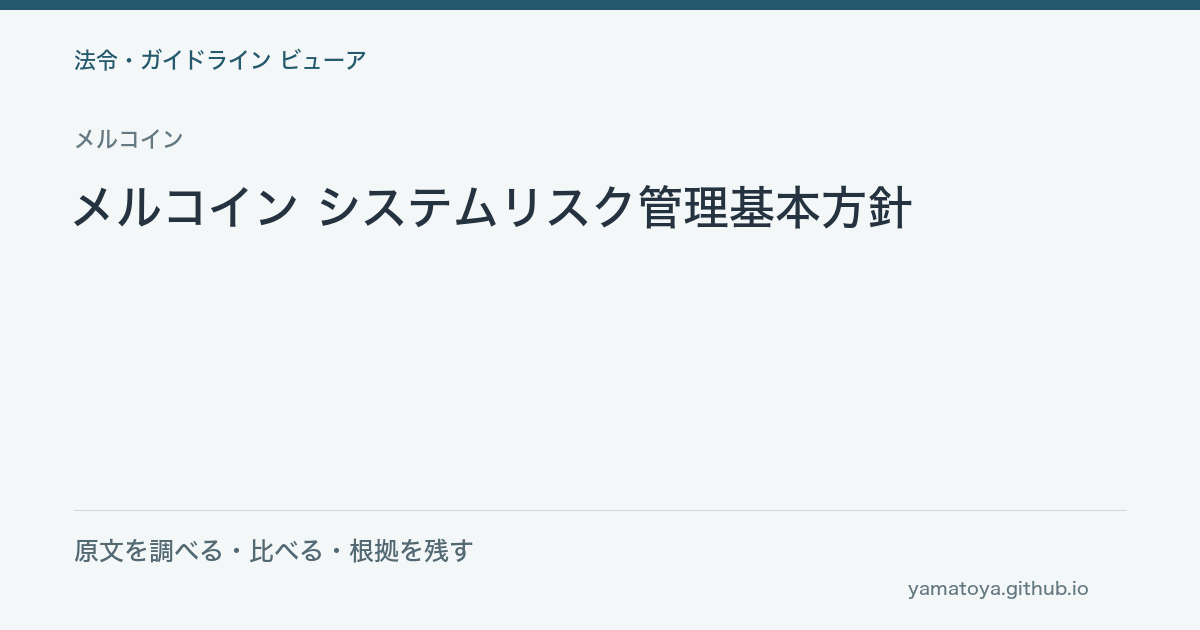 法令・ガイドライン ビューア
メルコイン
メルコイン システムリスク管理基本方針
原文を調べる・比べる・根拠を残す
yamatoya.github.io